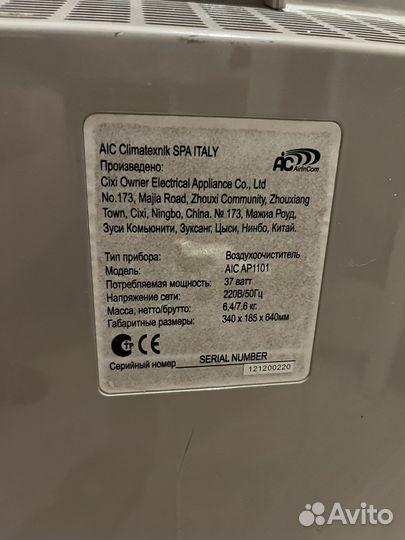 AIC Climatexnik SPA ITALY
Произведено:
AIC AirInCom
Cixi Owner Electrical Appliance Co., Ltd
No.173, Majia Road, Zhouxi Community, Zhouxiang
Town, Cixi, Ningbo, China. № 173, Мажиа Роуд,
Зуси Комьюнити, Зуксанг, Цыси, Нинбо, Китай.
Тип прибора: Воздухоочиститель
Модель: AIC AP1101
Потребляемая мощность: 37 ватт
Напряжение сети: 220В/50Гц
Масса, нетто/брутто: 6,4/7,6 кг.
Габаритные размеры: 340 x 185 x 640мм
CE
SERIAL NUMBER
Серийный номер 121200220
Avito